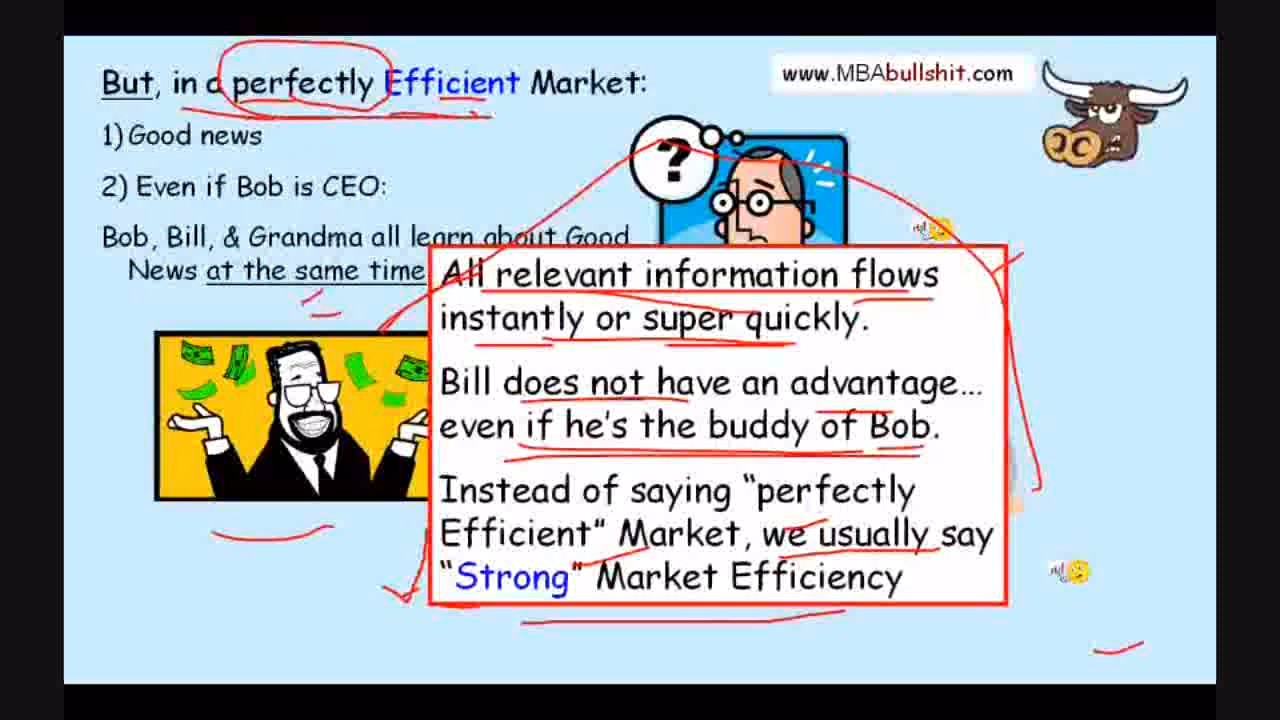 But, in a perfectly Efficient Market:
www.MBAbullshit.com
1) Good news
2) Even if Bob is CEO:
Bob, Bill, & Grandma all learn about Good
News at the same time
?
All relevant information flows
instantly or super quickly.
Bill does not have an advantage...
even if he's the buddy of Bob.
Instead of saying "perfectly
Efficient" Market, we usually say
"Strong" Market Efficiency